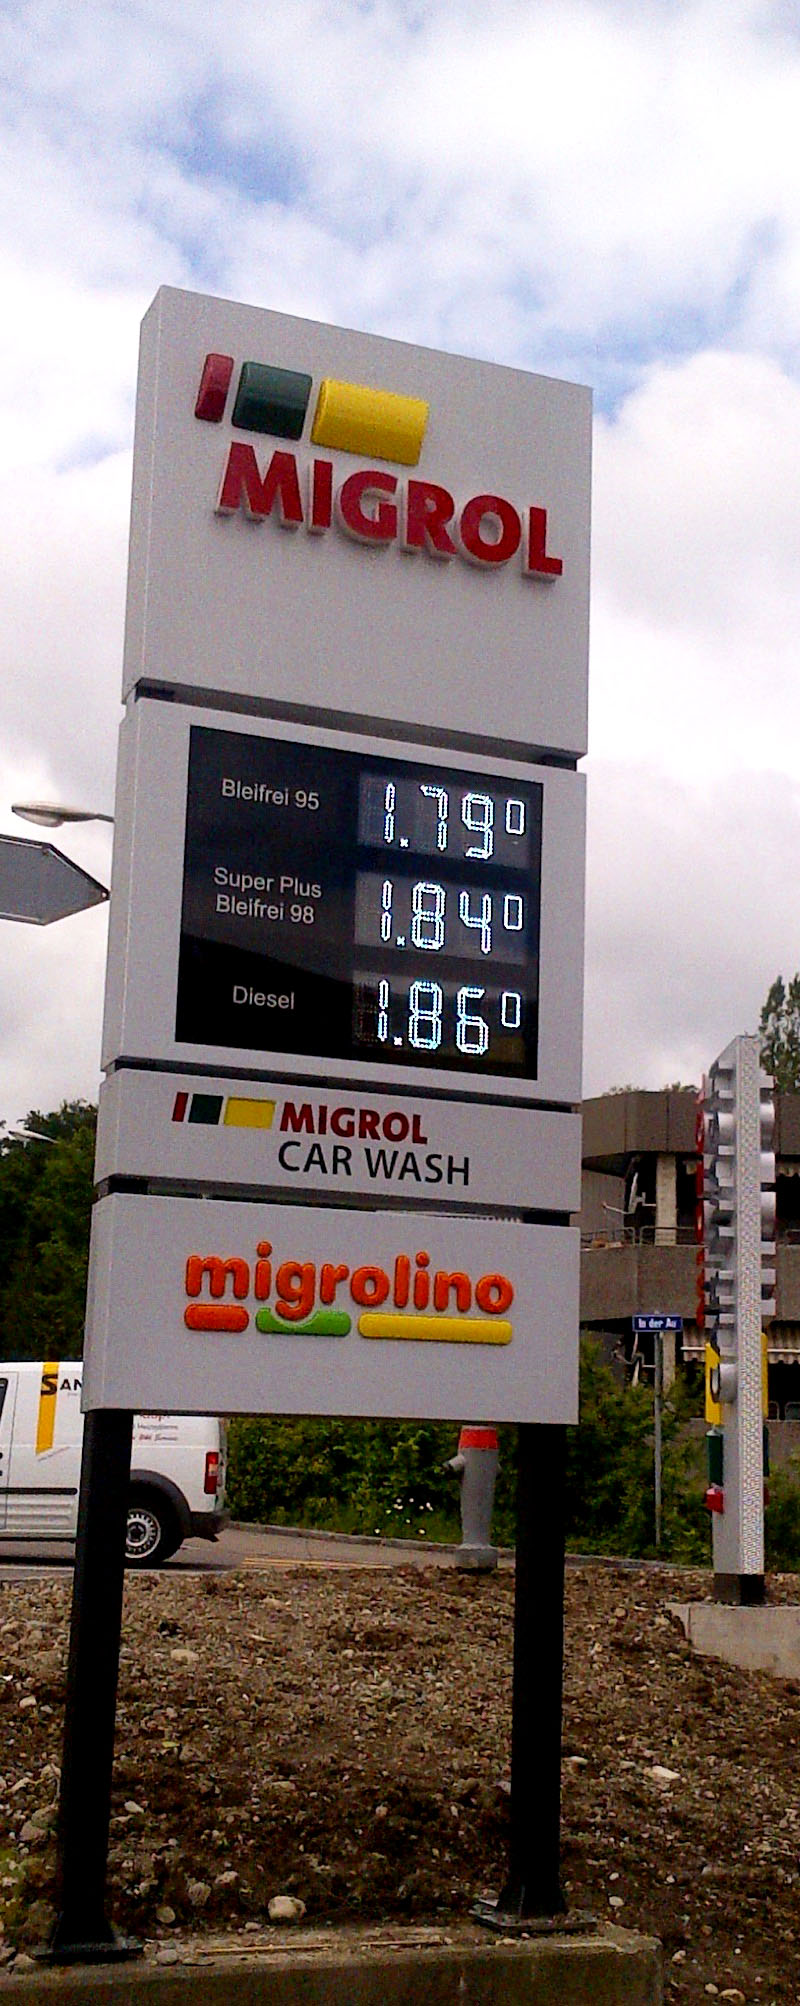 MIGROL
Bleifrei 95 1.79⁰
Super Plus
Bleifrei 98 1.84⁰
Diesel 1.86⁰
MIGROL
CAR WASH
migrolino
In der Au
SAN